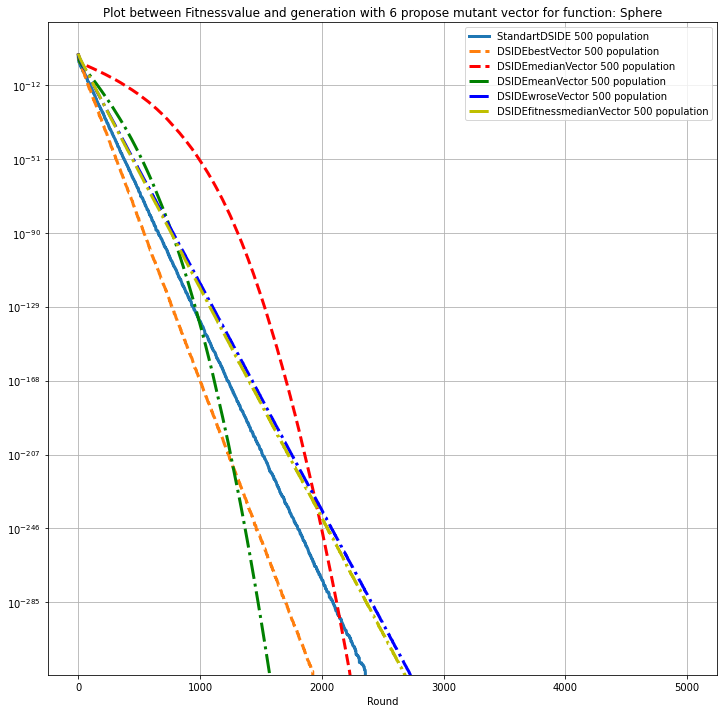 Plot between Fitnessvalue and generation with 6 propose mutant vector for function: Sphere
StandartDSIDE 500 population
DSIDEbestVector 500 population
DSIDEmedianVector 500 population
DSIDEmeanVector 500 population
DSIDEwroseVector 500 population
DSIDEfitnessmedianVector 500 population
10⁻¹²
10⁻⁵¹
10⁻⁹⁰
10⁻¹²⁹
10⁻¹⁶⁸
10⁻²⁰⁷
10⁻²⁴⁶
10⁻²⁸⁵
0 1000 2000 3000 4000 5000
Round